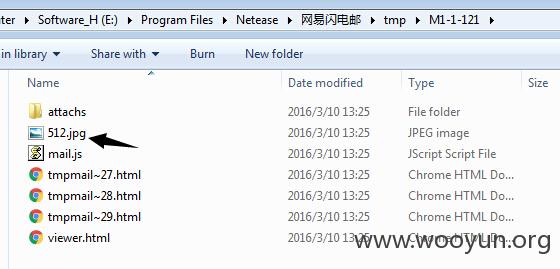 uter ▸ Software_H (E:) ▸ Program Files ▸ Netease ▸ 网易闪电邮 ▸ tmp ▸ M1-1-121 ▸
in library ▾ Share with ▾ Burn New folder
Name Date modified Type
attachs 2016/3/10 13:25 File folder
512.jpg 2016/3/10 13:25 JPEG image
mail.js 2016/3/10 13:25 JScript Script File
tmpmail~27.html 2016/3/10 13:25 Chrome HTML Do...
tmpmail~28.html 2016/3/10 13:25 Chrome HTML Do...
tmpmail~29.html 2016/3/10 13:25 Chrome HTML Do...
viewer.html 2016/3/10 13:25 Chrome HTML Do...
www.wooyun.org